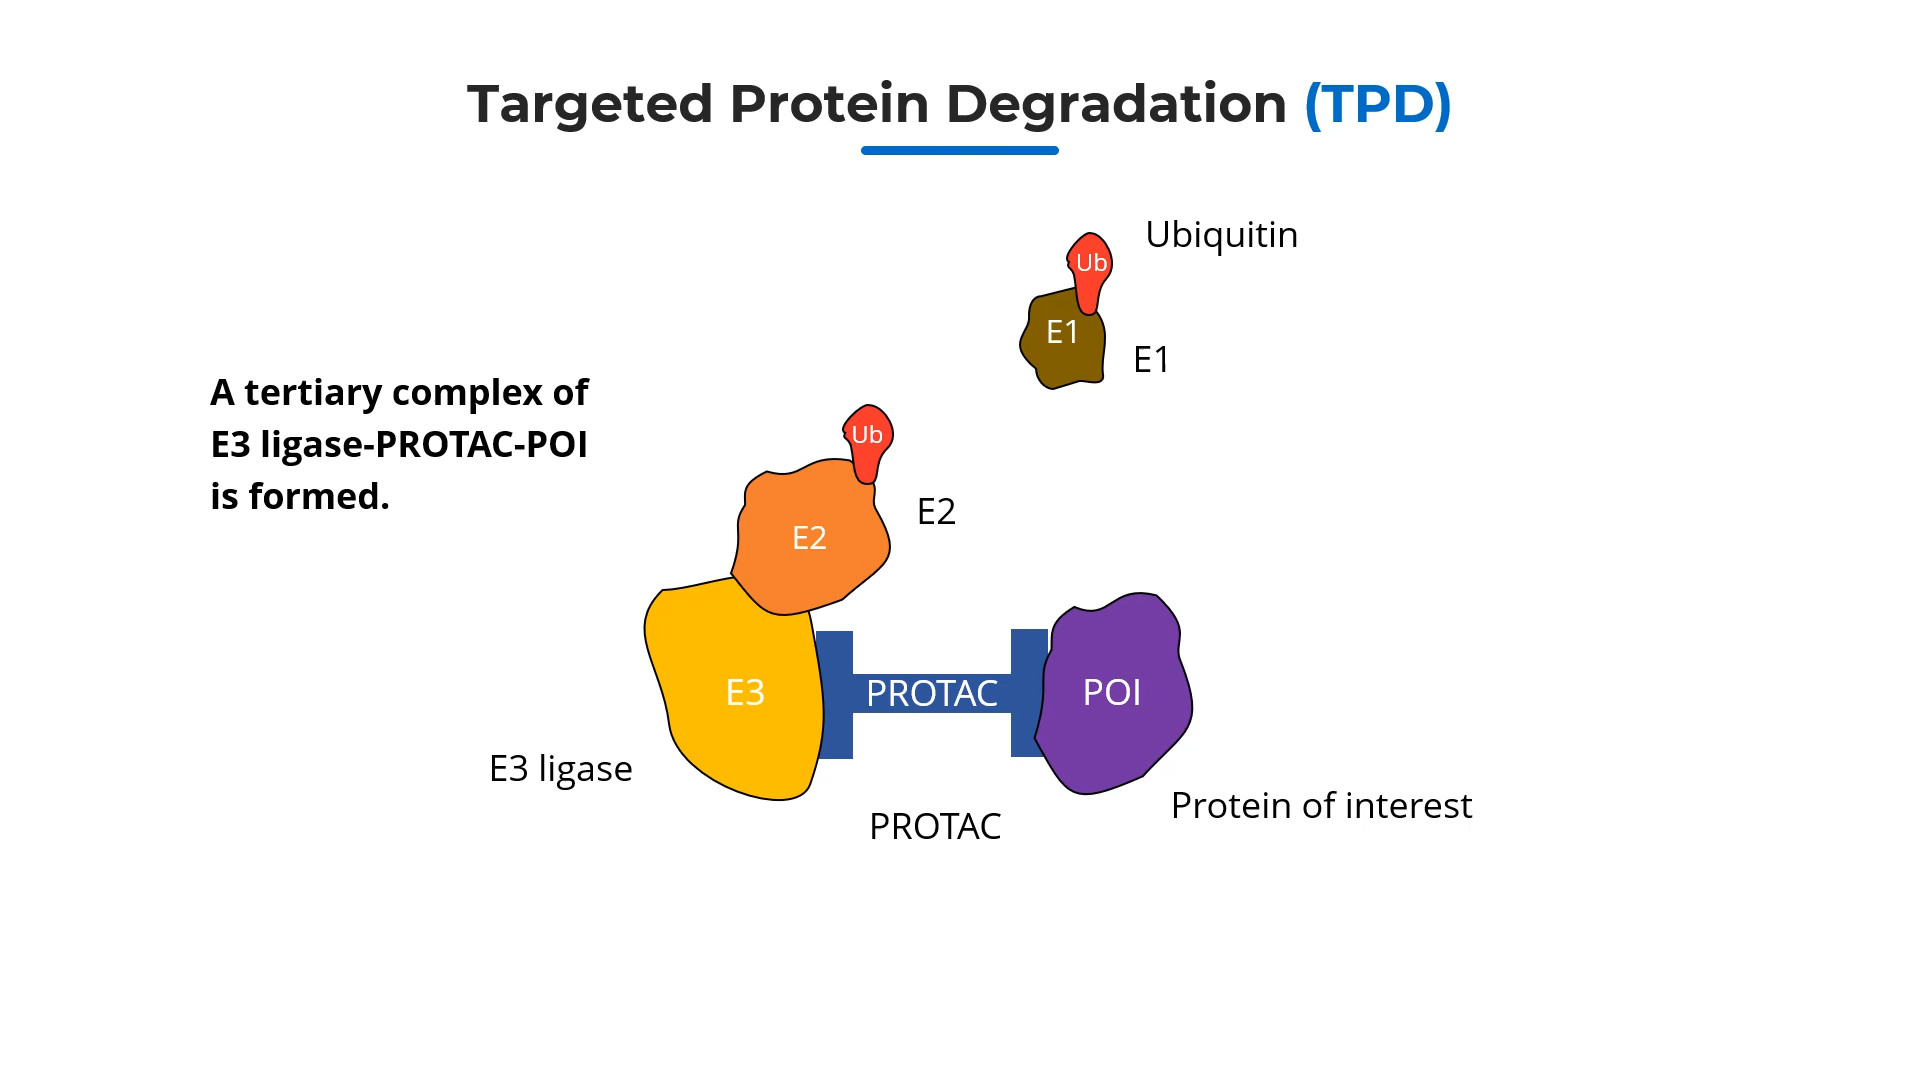 Targeted Protein Degradation (TPD)
Ubiquitin
Ub
E1
E1
A tertiary complex of
E3 ligase-PROTAC-POI
is formed.
Ub
E2
E2
E3
PROTAC
POI
E3 ligase
Protein of interest
PROTAC